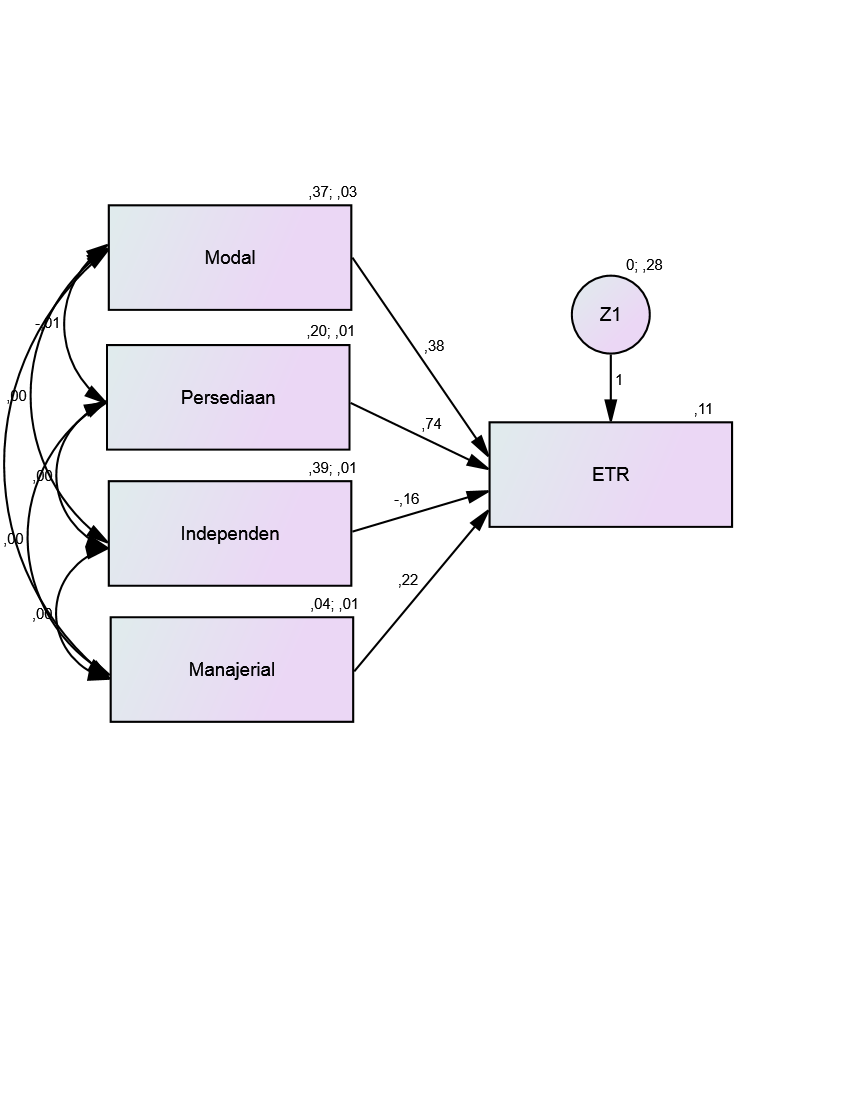 ,37; ,03
Modal
-,01
,38
0; ,28
Z1
1
,20; ,01
Persediaan
,00
,74
,11
ETR
,39; ,01
Independen
,00
-,16
,00
,04; ,01
Manajerial
,00
,22